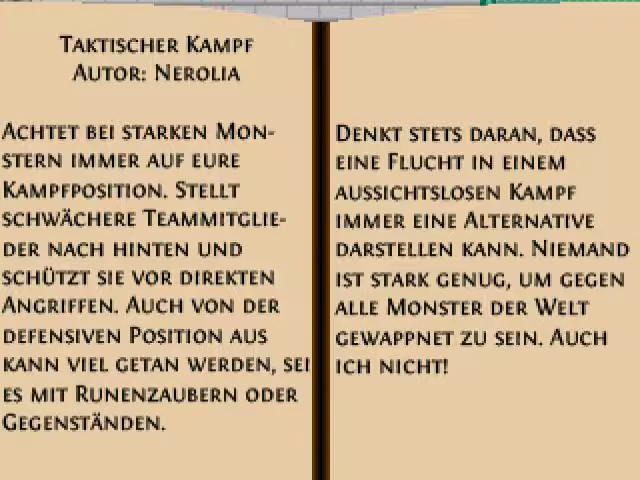 Taktischer Kampf
Autor: Nerolia
Achtet bei starken Mon-
stern immer auf eure
Kampfposition. Stellt
schwächere Teammitglie-
der nach hinten und
schützt sie vor direkten
Angriffen. Auch von der
defensiven Position aus
kann viel getan werden, sei
es mit Runenzaubern oder
Gegenständen.
Denkt stets daran, dass
eine Flucht in einem
aussichtslosen Kampf
immer eine Alternative
darstellen kann. Niemand
ist stark genug, um gegen
alle Monster der Welt
gewappnet zu sein. Auch
ich nicht!